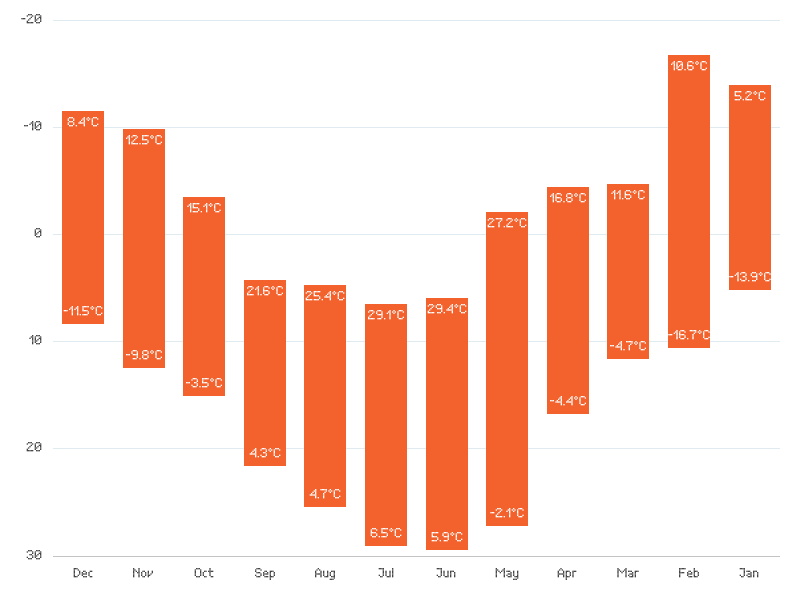 -20
-10
0
10
20
30
8.4°C
12.5°C
15.1°C
21.6°C
25.4°C
29.1°C
29.4°C
27.2°C
16.8°C
11.6°C
10.6°C
5.2°C
-11.5°C
-9.8°C
-3.5°C
4.3°C
4.7°C
6.5°C
5.9°C
-2.1°C
-4.4°C
-4.7°C
-16.7°C
-13.9°C
Dec Nov Oct Sep Aug Jul Jun May Apr Mar Feb Jan